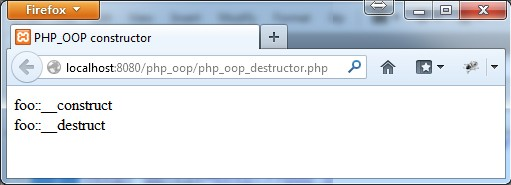 Firefox
PHP_OOP constructor
localhost:8080/php_oop/php_oop_destructor.php
foo::__construct
foo::__destruct